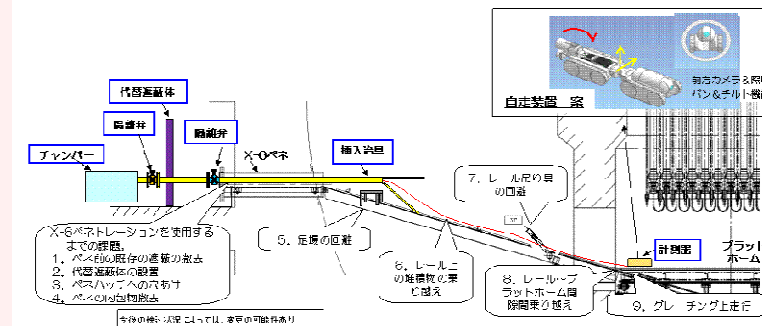 前方カメラ&照明
パン&チルト機能
自走装置 案
代替遮蔽体
隔離弁
隔離弁
チャンバー
X-6ペネ
挿入治具
7. レール吊り具
の回避
X-6ペネトレーションを使用する
までの課題。
1. ペネ前の既存の遮蔽の撤去
2. 代替遮蔽体の設置
3. ペネハッチへの穴あけ
4. ペネの内包物撤去
5. 足場の回避
6. レール上
の堆積物の乗
り越え
計測器
プラット
ホーム
8. レール~プ
ラットホーム間
隙間乗り越え
9. グレーチング上走行
今後の検討状況によっては、変更の可能性あり